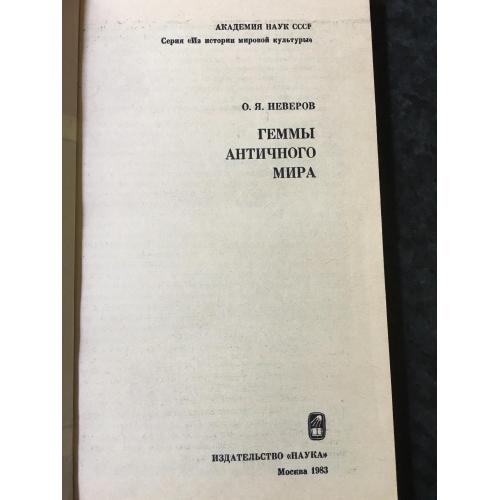 АКАДЕМИЯ НАУК СССР
Серия «Из истории мировой культуры»
О. Я. НЕВЕРОВ
ГЕММЫ
АНТИЧНОГО
МИРА
ИЗДАТЕЛЬСТВО «НАУКА»
Москва 1983